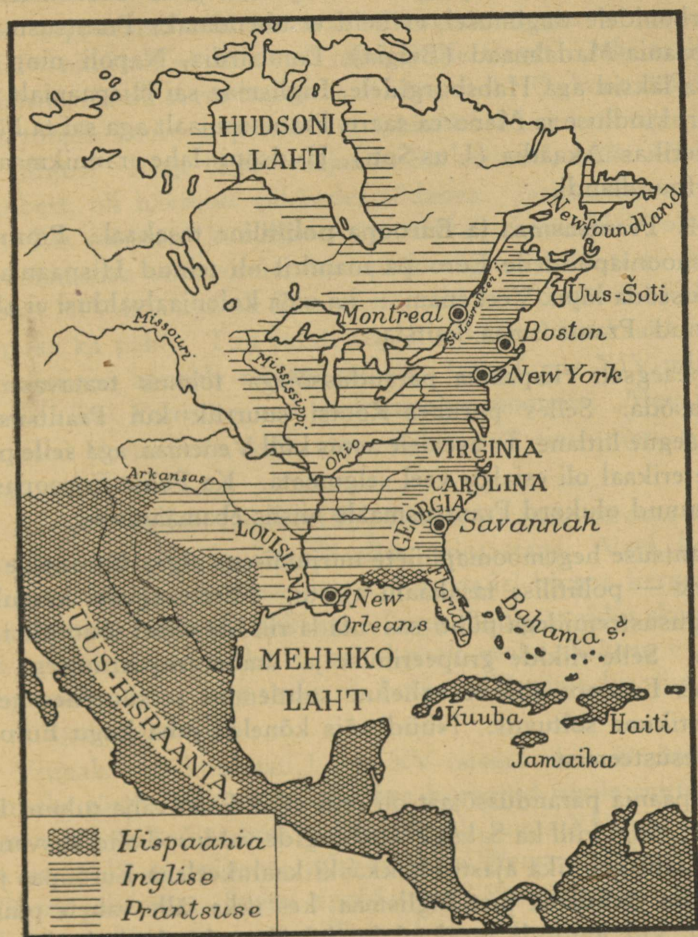 HUDSONI
LAHT
Newfoundland
St. Lawrence'i j.
Uus-Šoti
Montreal
Boston
Missouri
Mississippi
New York
Ohio
VIRGINIA
Arkansas
CAROLINA
GEORGIA
Savannah
LOUISIANA
Florida
New
Orleans
Bahama sd
UUS-HISPAANIA
MEHHIKO
LAHT
Kuuba
Haiti
Jamaika
Hispaania
Inglise
Prantsuse